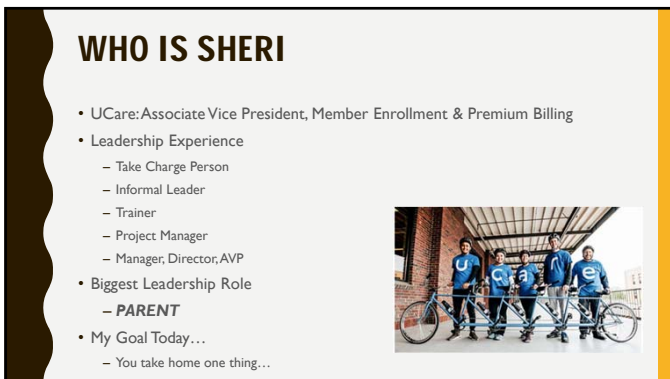 WHO IS SHERI
• UCare: Associate Vice President, Member Enrollment & Premium Billing
• Leadership Experience
– Take Charge Person
– Informal Leader
– Trainer
– Project Manager
– Manager, Director, AVP
• Biggest Leadership Role
– PARENT
• My Goal Today…
– You take home one thing…
u c a r e